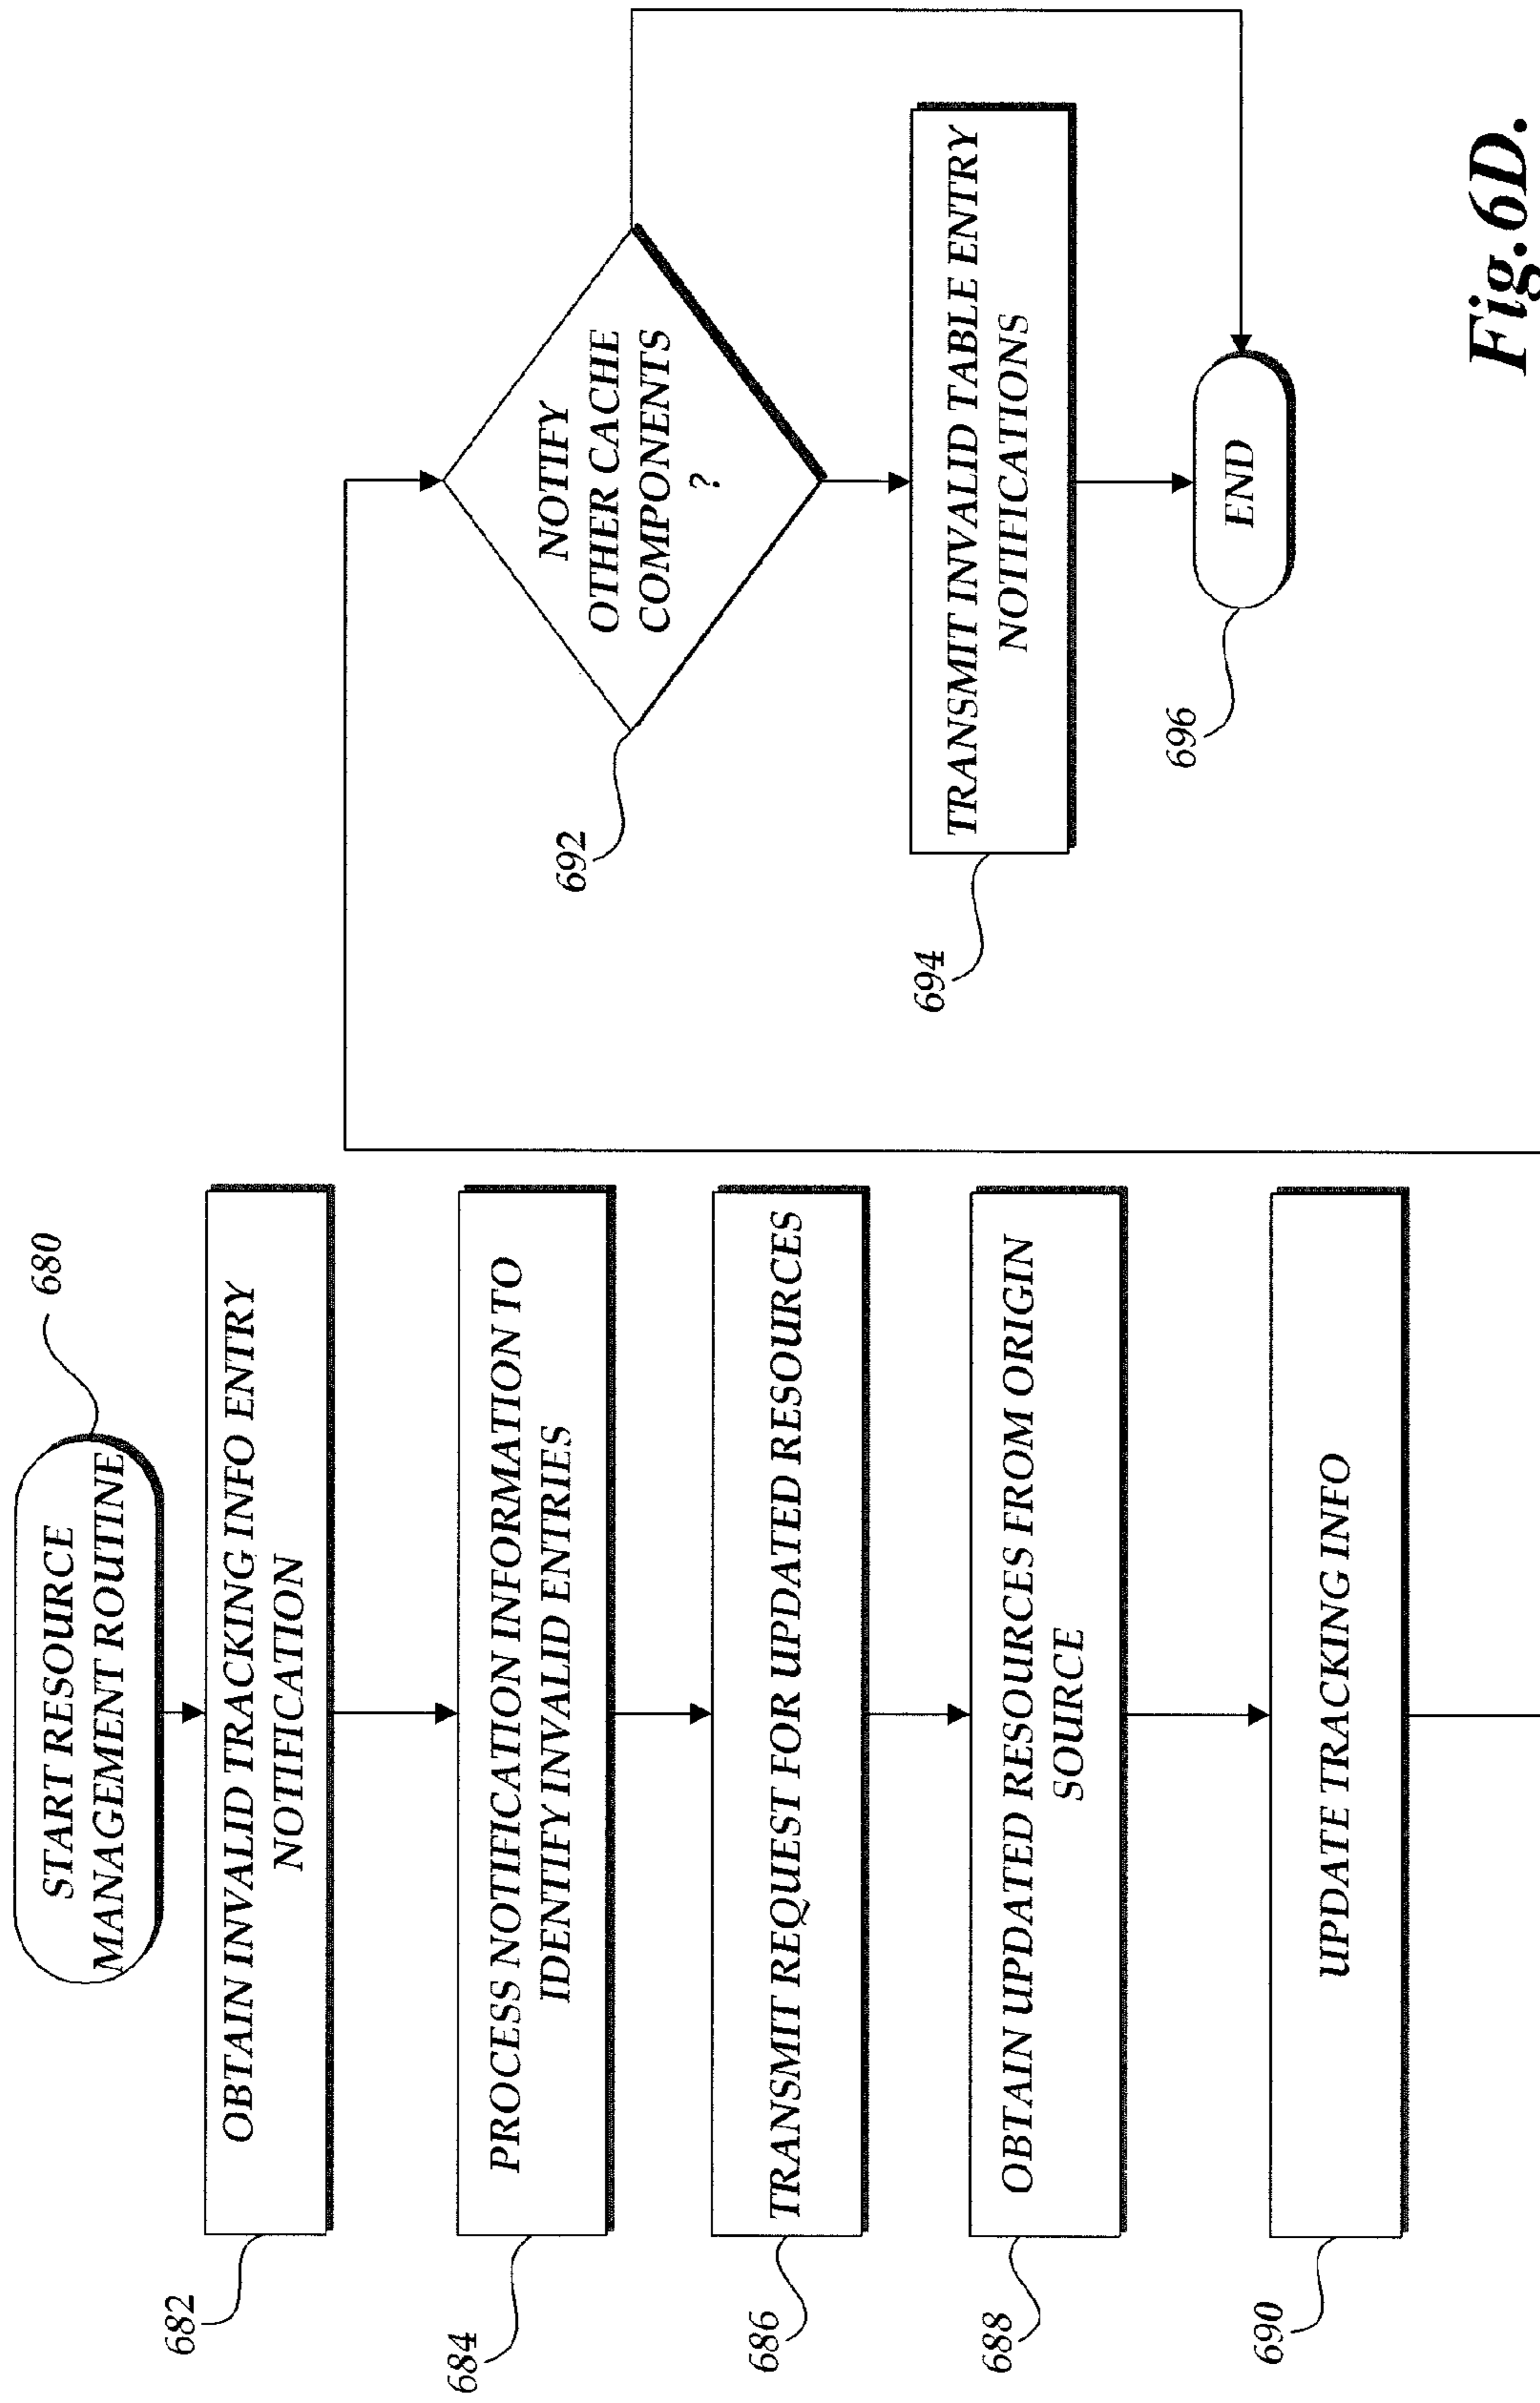 START RESOURCE
MANAGEMENT ROUTINE
680
682
OBTAIN INVALID TRACKING INFO ENTRY
NOTIFICATION
684
PROCESS NOTIFICATION INFORMATION TO
IDENTIFY INVALID ENTRIES
686
TRANSMIT REQUEST FOR UPDATED RESOURCES
688
OBTAIN UPDATED RESOURCES FROM ORIGIN
SOURCE
690
UPDATE TRACKING INFO
692
NOTIFY
OTHER CACHE
COMPONENTS
?
694
TRANSMIT INVALID TABLE ENTRY
NOTIFICATIONS
696
END
Fig.6D.